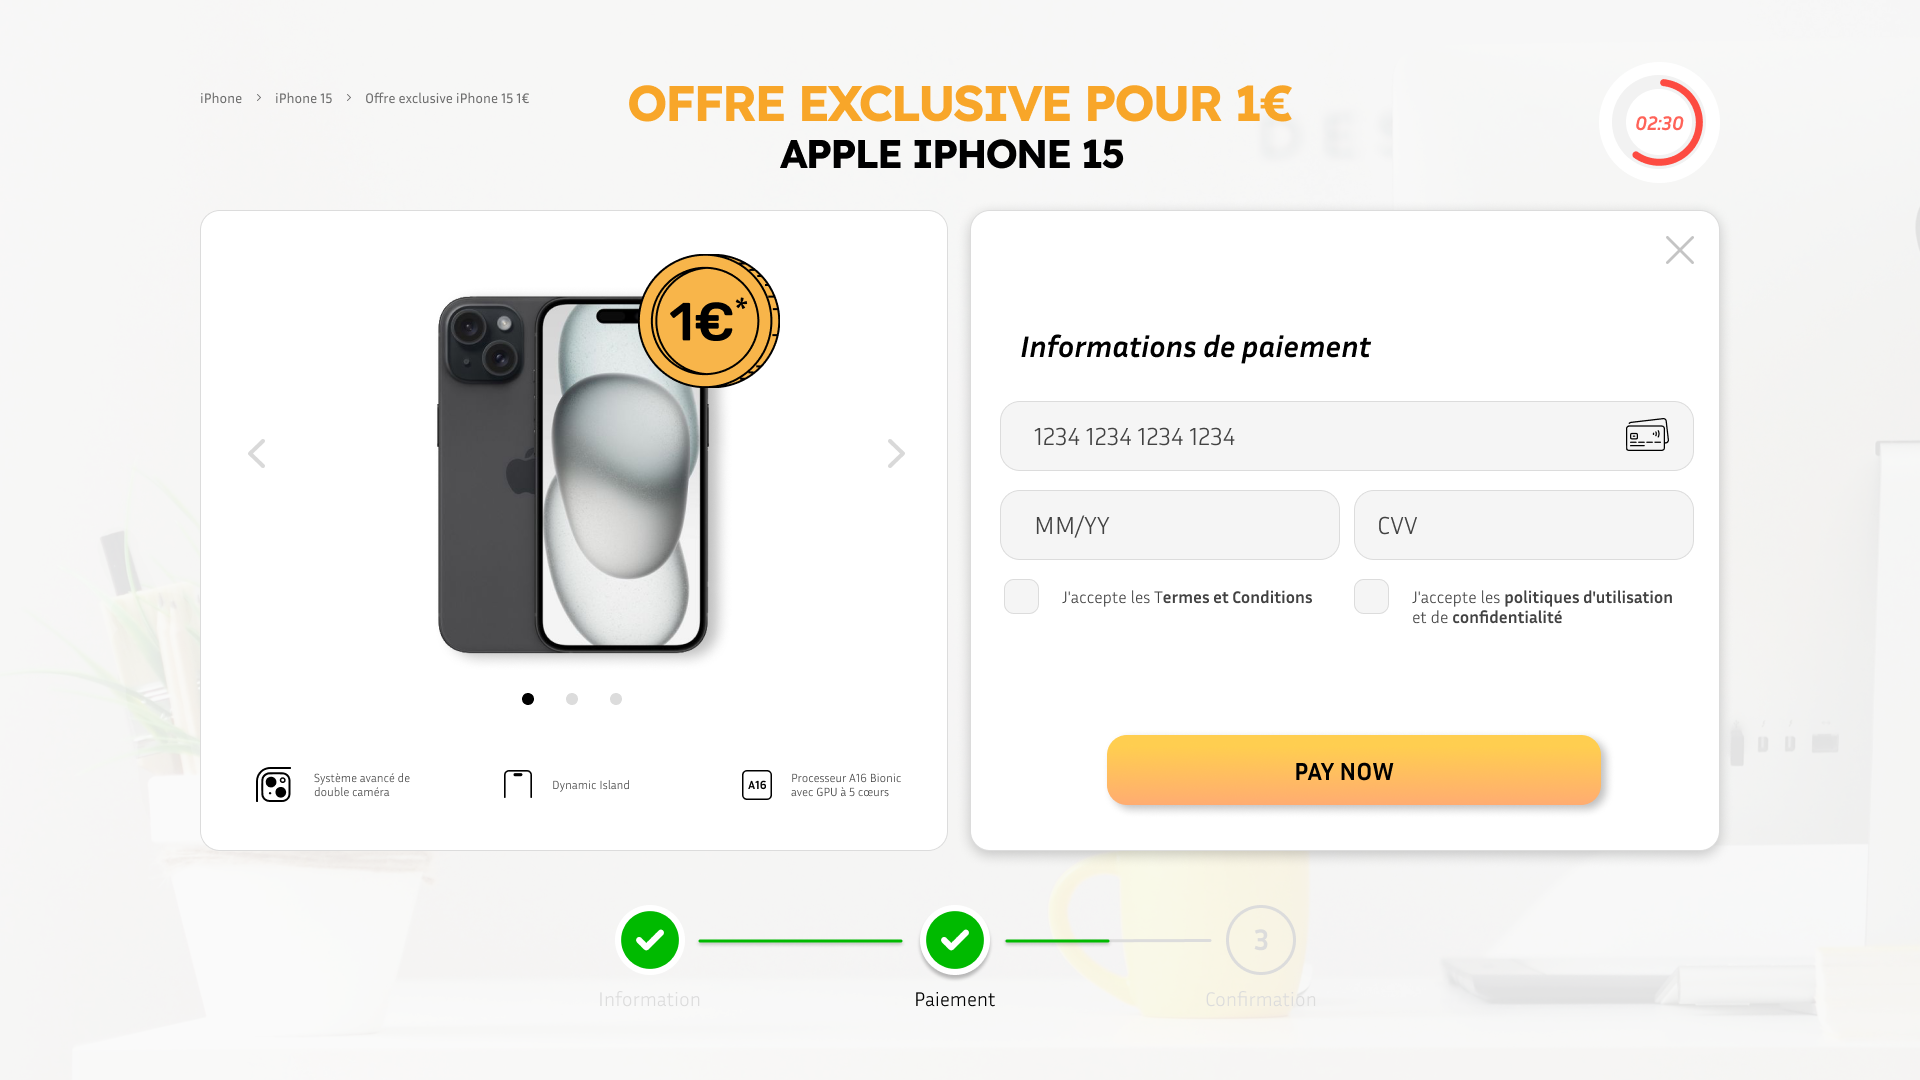 iPhone > iPhone 15 > Offre exclusive iPhone 15 1€
OFFRE EXCLUSIVE POUR 1€
APPLE IPHONE 15
DES
02:30
1€*
Système avancé de
double caméra
Dynamic Island
A16
Processeur A16 Bionic
avec GPU à 5 cœurs
Informations de paiement
1234 1234 1234 1234
MM/YY
CVV
J'accepte les Termes et Conditions
J'accepte les politiques d'utilisation
et de confidentialité
PAY NOW
3
Information
Paiement
Confirmation